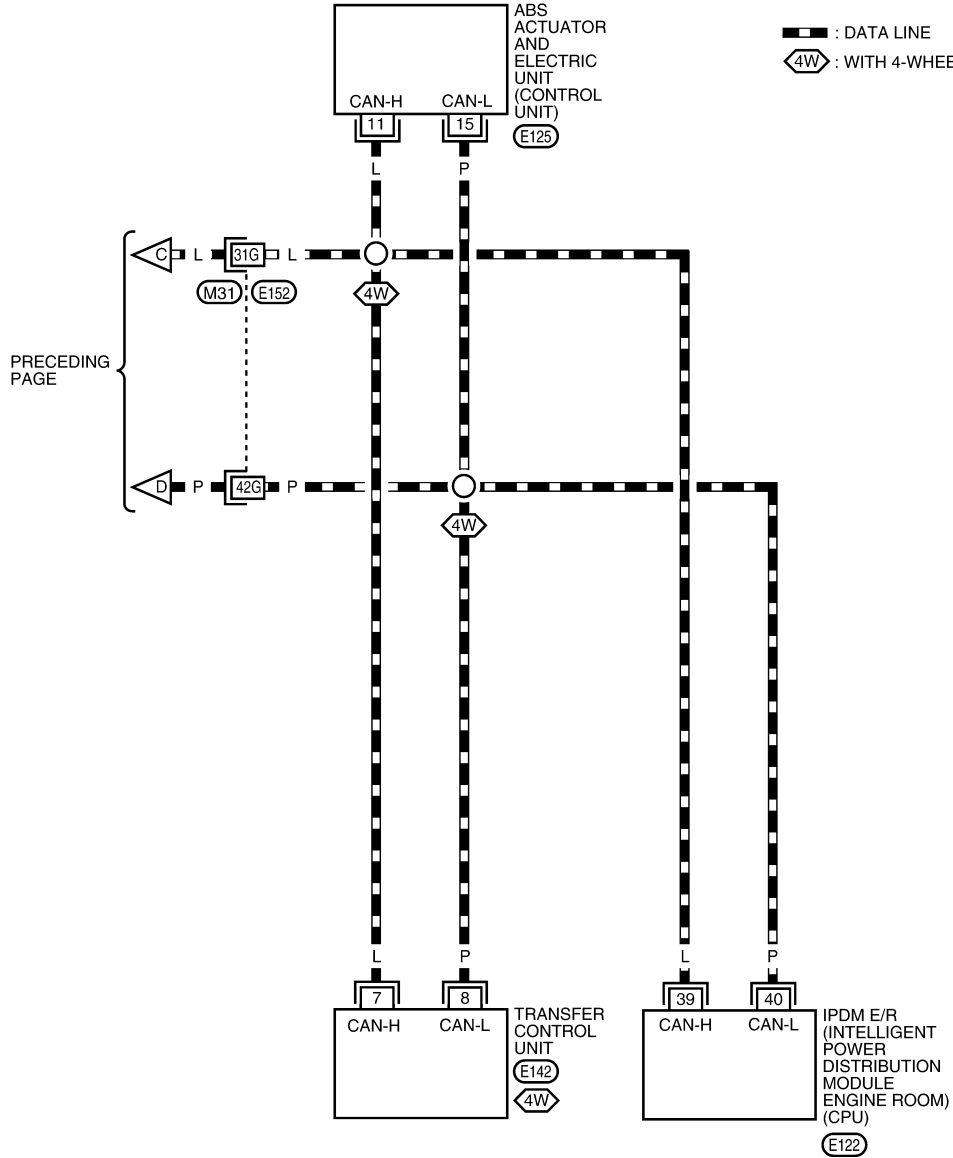 ABS
ACTUATOR
AND
ELECTRIC
UNIT
(CONTROL
UNIT)
E125
: DATA LINE
4W : WITH 4-WHEE
CAN-H CAN-L
11 15
L P
C L 31G L
M31 E152
4W
PRECEDING
PAGE
D P 42G P
4W
L P L P
7 8 39 40
CAN-H CAN-L
TRANSFER
CONTROL
UNIT
E142
4W
CAN-H CAN-L
IPDM E/R
(INTELLIGENT
POWER
DISTRIBUTION
MODULE
ENGINE ROOM)
(CPU)
E122